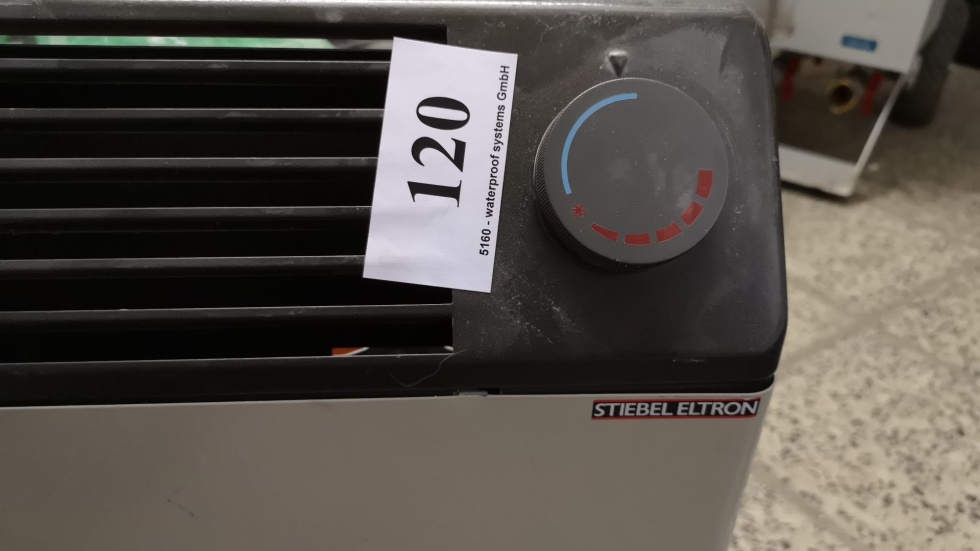 120
5160 - waterproof systems GmbH
STIEBEL ELTRON